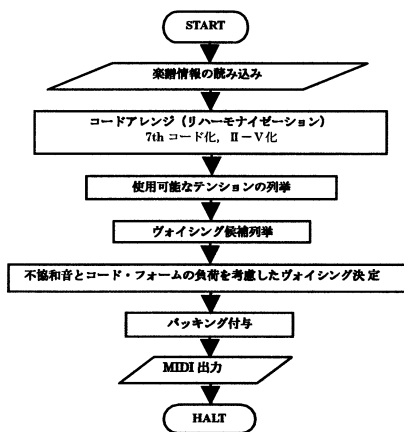 START
楽譜情報の読み込み
コードアレンジ（リハーモナイゼーション）
7th コード化，Ⅱ－Ⅴ化
使用可能なテンションの列挙
ヴォイシング候補列挙
不協和音とコード・フォームの負荷を考慮したヴォイシング決定
バッキング付与
MIDI 出力
HALT